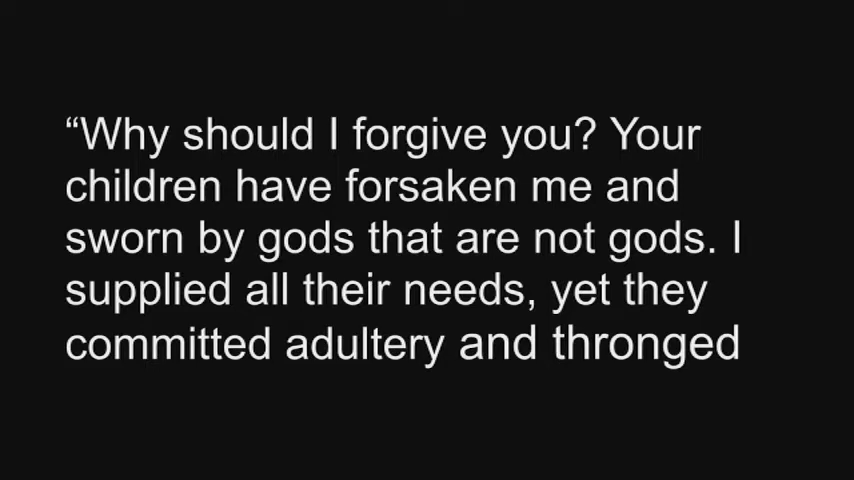 “Why should I forgive you? Your
children have forsaken me and
sworn by gods that are not gods. I
supplied all their needs, yet they
committed adultery and thronged